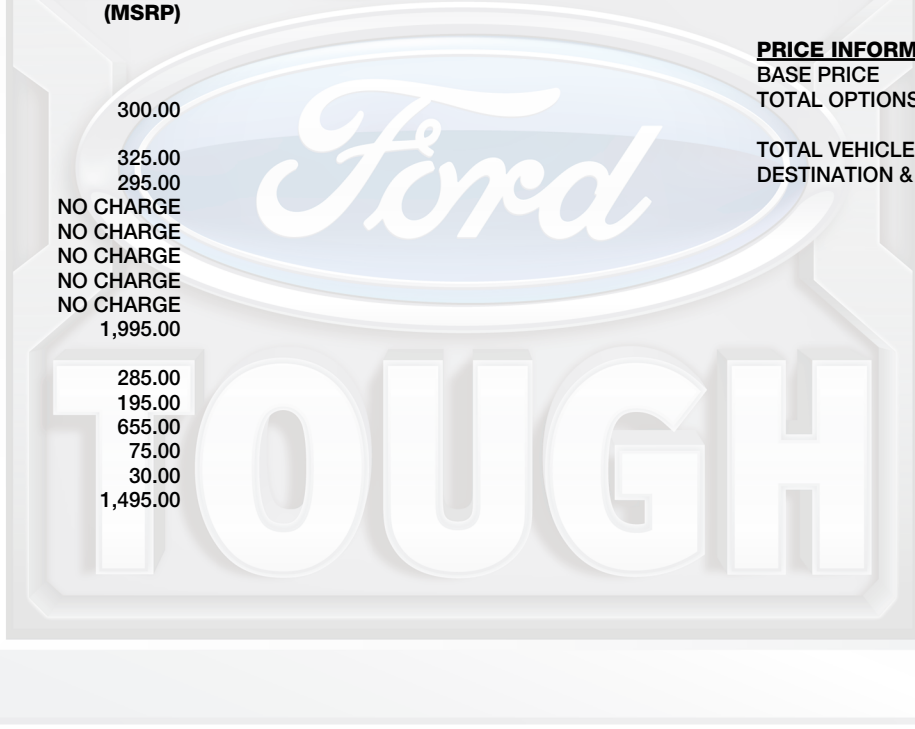 (MSRP)
300.00
325.00
295.00
NO CHARGE
NO CHARGE
NO CHARGE
NO CHARGE
NO CHARGE
1,995.00
285.00
195.00
655.00
75.00
30.00
1,495.00
PRICE INFORM
BASE PRICE
TOTAL OPTIONS
TOTAL VEHICLE
DESTINATION &
Ford
TOUGH